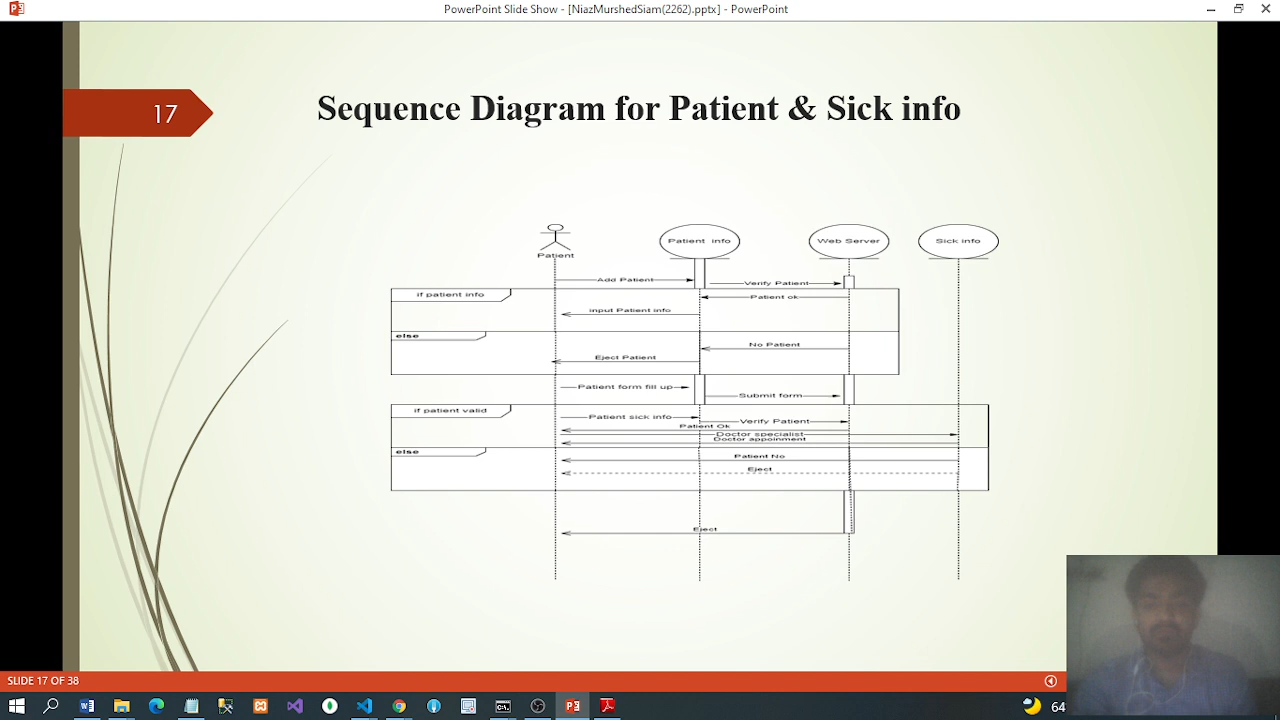 PowerPoint Slide Show - [NiazMurshedSiam(2262).pptx] - PowerPoint
17
Sequence Diagram for Patient & Sick info
Patient
Patient info
Web Server
Sick info
Add Patient
Verify Patient
if patient info
Patient ok
input Patient info
else
No Patient
Eject Patient
Patient form fill up
Submit form
if patient valid
Patient sick info
Verify Patient
Patient Ok
Doctor specialist
Doctor appoinment
else
Patient No
Eject
Eject
SLIDE 17 OF 38
64